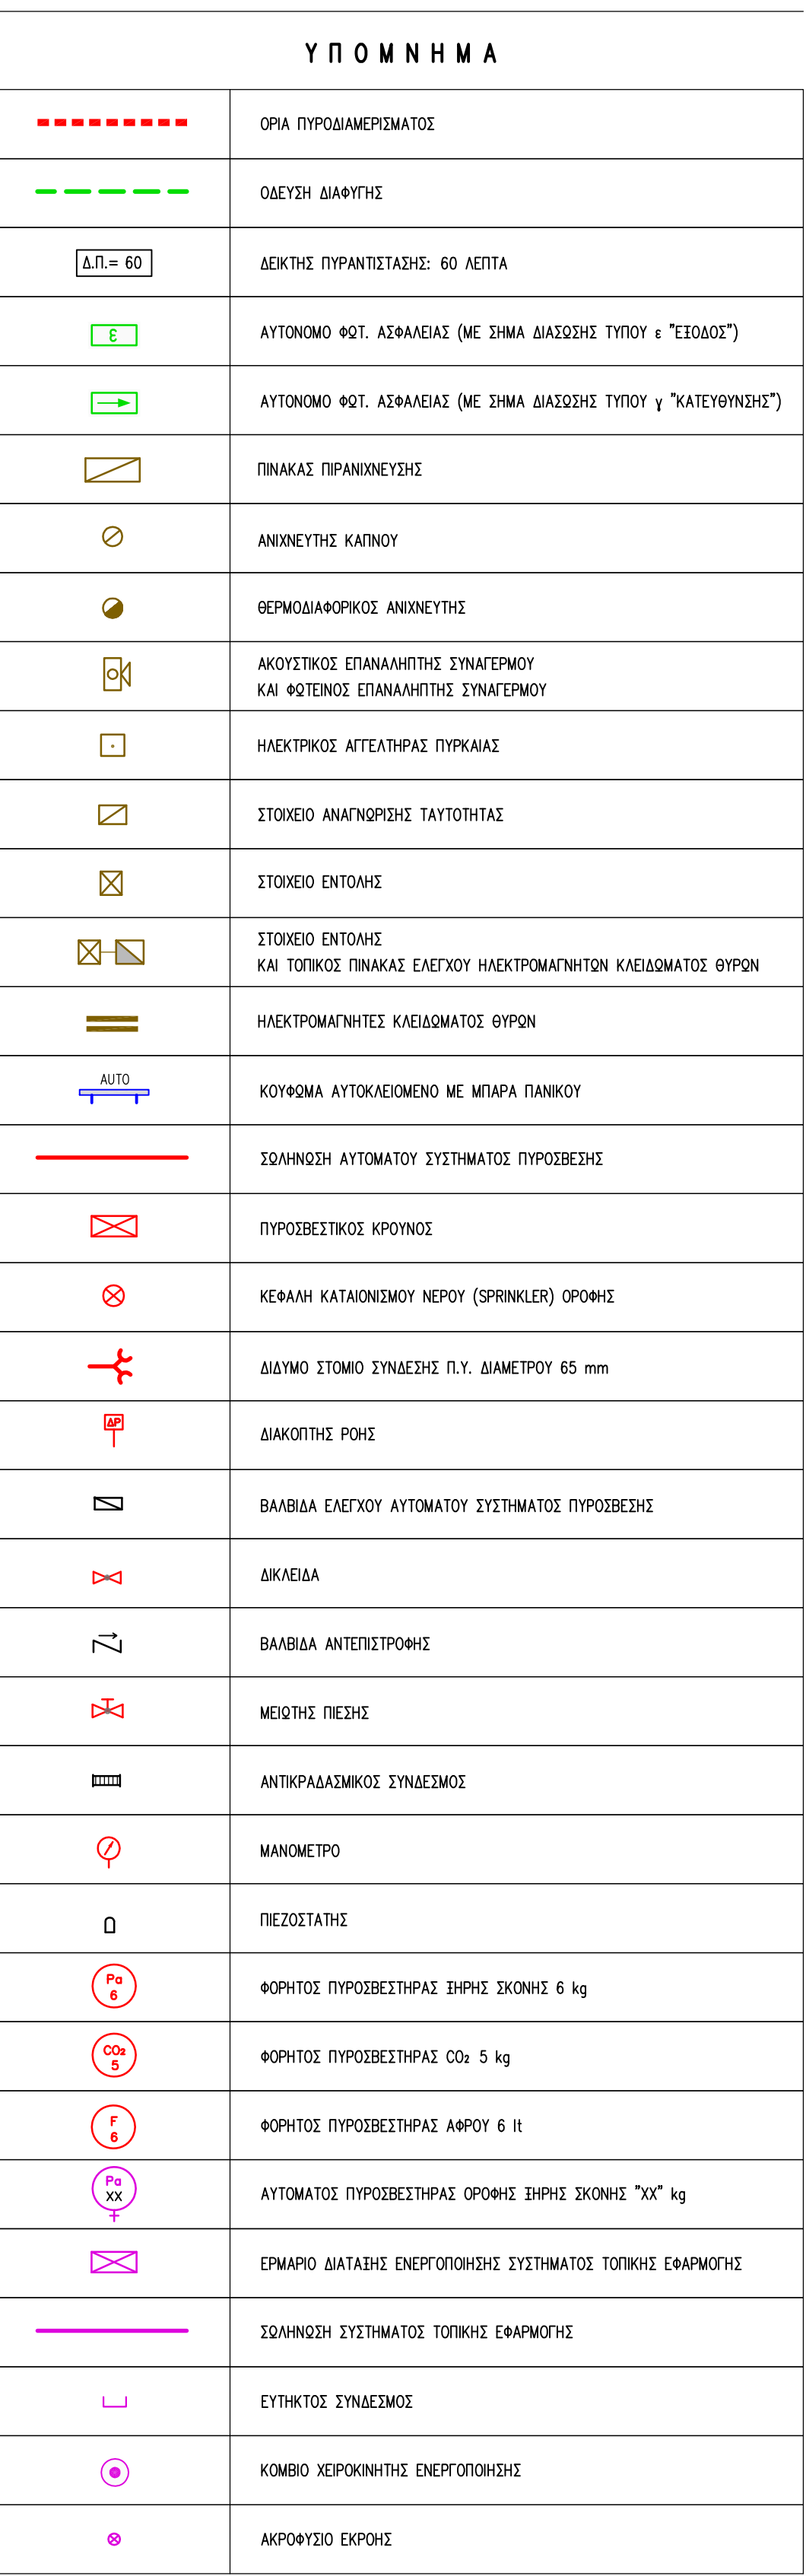 ΥΠΟΜΝΗΜΑ
ΟΡΙΑ ΠΥΡΟΔΙΑΜΕΡΙΣΜΑΤΟΣ
ΟΔΕΥΣΗ ΔΙΑΦΥΓΗΣ
Δ.Π.= 60 ΔΕΙΚΤΗΣ ΠΥΡΑΝΤΙΣΤΑΣΗΣ: 60 ΛΕΠΤΑ
ε ΑΥΤΟΝΟΜΟ ΦΩΤ. ΑΣΦΑΛΕΙΑΣ (ΜΕ ΣΗΜΑ ΔΙΑΣΩΣΗΣ ΤΥΠΟΥ ε "ΕΞΟΔΟΣ")
ΑΥΤΟΝΟΜΟ ΦΩΤ. ΑΣΦΑΛΕΙΑΣ (ΜΕ ΣΗΜΑ ΔΙΑΣΩΣΗΣ ΤΥΠΟΥ γ "ΚΑΤΕΥΘΥΝΣΗΣ")
ΠΙΝΑΚΑΣ ΠΙΡΑΝΙΧΝΕΥΣΗΣ
ΑΝΙΧΝΕΥΤΗΣ ΚΑΠΝΟΥ
ΘΕΡΜΟΔΙΑΦΟΡΙΚΟΣ ΑΝΙΧΝΕΥΤΗΣ
ΑΚΟΥΣΤΙΚΟΣ ΕΠΑΝΑΛΗΠΤΗΣ ΣΥΝΑΓΕΡΜΟΥ
ΚΑΙ ΦΩΤΕΙΝΟΣ ΕΠΑΝΑΛΗΠΤΗΣ ΣΥΝΑΓΕΡΜΟΥ
ΗΛΕΚΤΡΙΚΟΣ ΑΓΓΕΛΤΗΡΑΣ ΠΥΡΚΑΙΑΣ
ΣΤΟΙΧΕΙΟ ΑΝΑΓΝΩΡΙΣΗΣ ΤΑΥΤΟΤΗΤΑΣ
ΣΤΟΙΧΕΙΟ ΕΝΤΟΛΗΣ
ΣΤΟΙΧΕΙΟ ΕΝΤΟΛΗΣ
ΚΑΙ ΤΟΠΙΚΟΣ ΠΙΝΑΚΑΣ ΕΛΕΓΧΟΥ ΗΛΕΚΤΡΟΜΑΓΝΗΤΩΝ ΚΛΕΙΔΩΜΑΤΟΣ ΘΥΡΩΝ
ΗΛΕΚΤΡΟΜΑΓΝΗΤΕΣ ΚΛΕΙΔΩΜΑΤΟΣ ΘΥΡΩΝ
AUTO
ΚΟΥΦΩΜΑ ΑΥΤΟΚΛΕΙΟΜΕΝΟ ΜΕ ΜΠΑΡΑ ΠΑΝΙΚΟΥ
ΣΩΛΗΝΩΣΗ ΑΥΤΟΜΑΤΟΥ ΣΥΣΤΗΜΑΤΟΣ ΠΥΡΟΣΒΕΣΗΣ
ΠΥΡΟΣΒΕΣΤΙΚΟΣ ΚΡΟΥΝΟΣ
ΚΕΦΑΛΗ ΚΑΤΑΙΟΝΙΣΜΟΥ ΝΕΡΟΥ (SPRINKLER) ΟΡΟΦΗΣ
ΔΙΔΥΜΟ ΣΤΟΜΙΟ ΣΥΝΔΕΣΗΣ Π.Υ. ΔΙΑΜΕΤΡΟΥ 65 mm
ΔΡ
ΔΙΑΚΟΠΤΗΣ ΡΟΗΣ
ΒΑΛΒΙΔΑ ΕΛΕΓΧΟΥ ΑΥΤΟΜΑΤΟΥ ΣΥΣΤΗΜΑΤΟΣ ΠΥΡΟΣΒΕΣΗΣ
ΔΙΚΛΕΙΔΑ
ΒΑΛΒΙΔΑ ΑΝΤΕΠΙΣΤΡΟΦΗΣ
ΜΕΙΩΤΗΣ ΠΙΕΣΗΣ
ΑΝΤΙΚΡΑΔΑΣΜΙΚΟΣ ΣΥΝΔΕΣΜΟΣ
ΜΑΝΟΜΕΤΡΟ
ΠΙΕΖΟΣΤΑΤΗΣ
Pa
6
ΦΟΡΗΤΟΣ ΠΥΡΟΣΒΕΣΤΗΡΑΣ ΞΗΡΗΣ ΣΚΟΝΗΣ 6 kg
CO₂
5
ΦΟΡΗΤΟΣ ΠΥΡΟΣΒΕΣΤΗΡΑΣ CO₂ 5 kg
F
6
ΦΟΡΗΤΟΣ ΠΥΡΟΣΒΕΣΤΗΡΑΣ ΑΦΡΟΥ 6 lt
Pa
XX
ΑΥΤΟΜΑΤΟΣ ΠΥΡΟΣΒΕΣΤΗΡΑΣ ΟΡΟΦΗΣ ΞΗΡΗΣ ΣΚΟΝΗΣ "XX" kg
ΕΡΜΑΡΙΟ ΔΙΑΤΑΞΗΣ ΕΝΕΡΓΟΠΟΙΗΣΗΣ ΣΥΣΤΗΜΑΤΟΣ ΤΟΠΙΚΗΣ ΕΦΑΡΜΟΓΗΣ
ΣΩΛΗΝΩΣΗ ΣΥΣΤΗΜΑΤΟΣ ΤΟΠΙΚΗΣ ΕΦΑΡΜΟΓΗΣ
ΕΥΤΗΚΤΟΣ ΣΥΝΔΕΣΜΟΣ
ΚΟΜΒΙΟ ΧΕΙΡΟΚΙΝΗΤΗΣ ΕΝΕΡΓΟΠΟΙΗΣΗΣ
ΑΚΡΟΦΥΣΙΟ ΕΚΡΟΗΣ